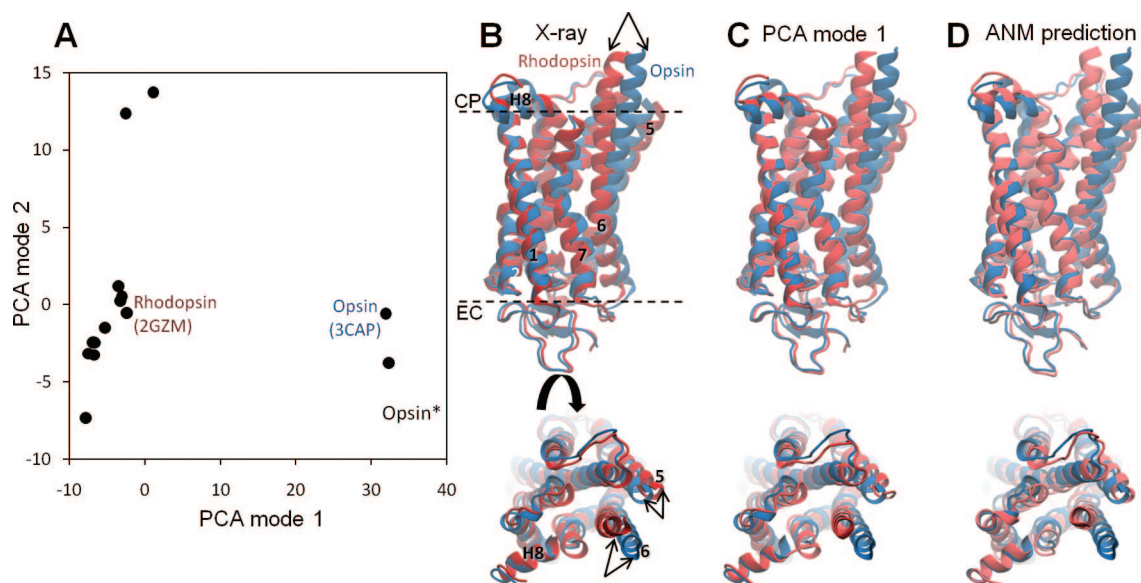 A
15
10
5
0
-5
-10
-10
0
10
20
30
40
PCA mode 2
PCA mode 1
Rhodopsin
(2GZM)
Opsin
(3CAP)
Opsin*
B
X-ray
Rhodopsin
Opsin
CP
H8
5
6
1
7
2
EC
5
6
H8
C
PCA mode 1
D
ANM prediction